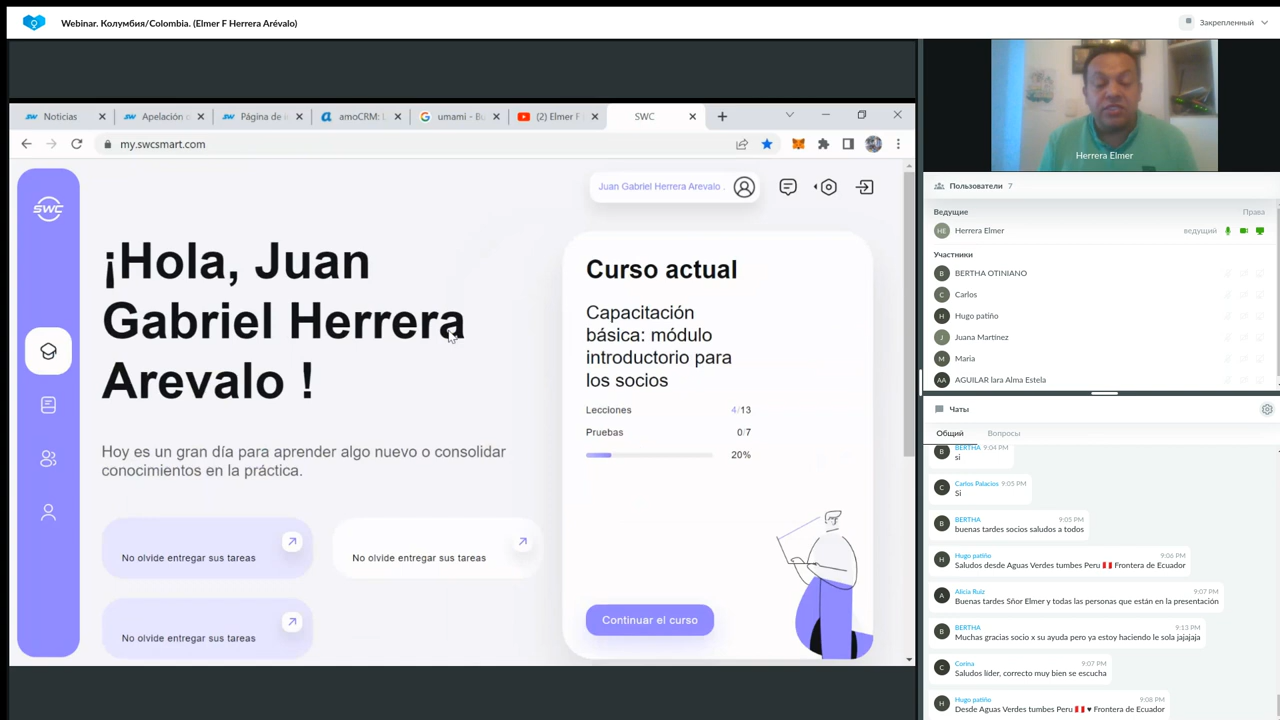 Webinar. Колумбия/Colombia. (Elmer F Herrera Arévalo)
Закрепленный
Noticias
Apelación
Página de
amoCRM:
umami - Bu
(2) Elmer F
SWC
my.swcsmart.com
SWC
Juan Gabriel Herrera Arevalo .
¡Hola, Juan
Gabriel Herrera
Arevalo !
Hoy es un gran día para aprender algo nuevo o consolidar
conocimientos en la práctica.
No olvide entregar sus tareas
No olvide entregar sus tareas
No olvide entregar sus tareas
Curso actual
Capacitación
básica: módulo
introductorio para
los socios
Lecciones 4/13
Pruebas 0/7
20%
Continuar el curso
Herrera Elmer
Пользователи 7
Ведущие Права
HE Herrera Elmer ведущий
Участники
B BERTHA OTINIANO
C Carlos
H Hugo patiño
J Juana Martínez
M Maria
AA AGUILAR lara Alma Estela
Чаты
Общий Вопросы
B BERTHA 9:04 PM
si
C Carlos Palacios 9:05 PM
Si
B BERTHA 9:05 PM
buenas tardes socios saludos a todos
H Hugo patiño 9:06 PM
Saludos desde Aguas Verdes tumbes Peru 🇵🇪 Frontera de Ecuador
A Alicia Ruiz 9:07 PM
Buenas tardes Sñor Elmer y todas las personas que están en la presentación
B BERTHA 9:13 PM
Muchas gracias socio x su ayuda pero ya estoy haciendo le sola jajajaja
C Corina 9:07 PM
Saludos líder, correcto muy bien se escucha
H Hugo patiño 9:08 PM
Desde Aguas Verdes tumbes Peru 🇵🇪 ♥ Frontera de Ecuador